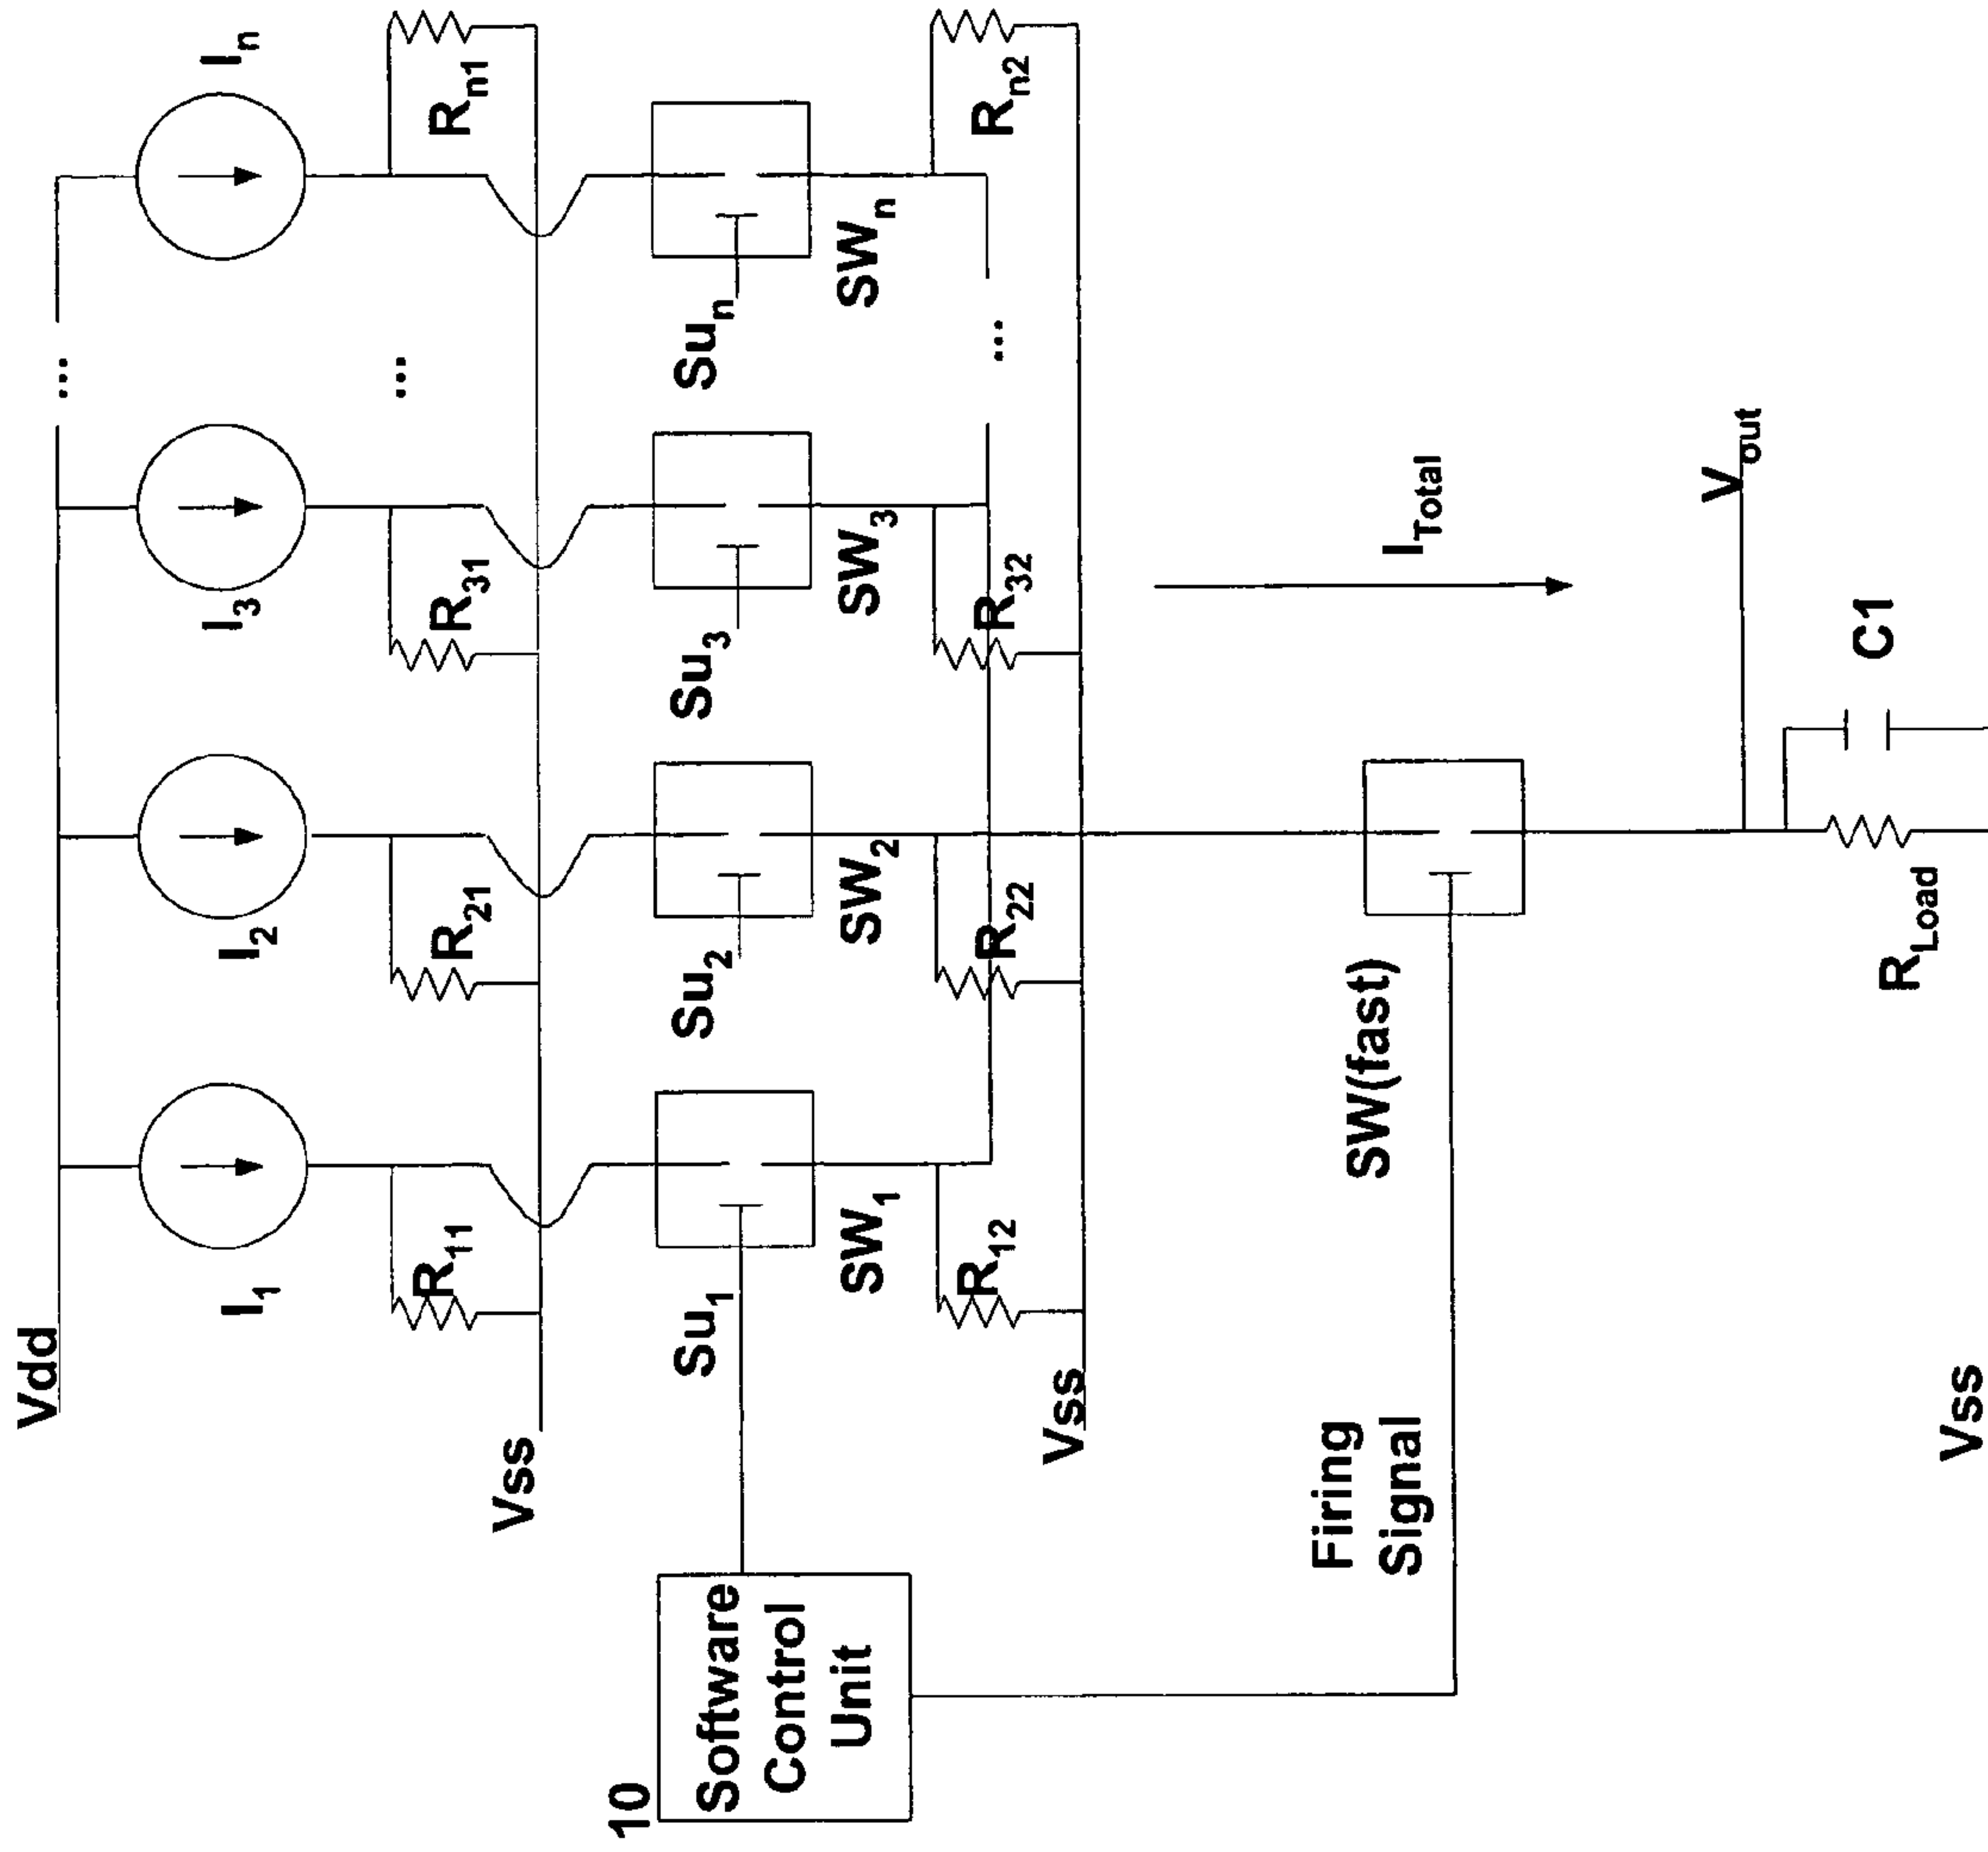 Vdd
I1
I2
I3
...
In
R11
R21
R31
...
Rn1
Vss
10
Software
Control
Unit
Su1
Su2
Su3
Sun
SW1
SW2
SW3
SWn
R12
R22
R32
...
Rn2
Vss
Firing
Signal
SW(fast)
ITotal
Vout
RLoad
C1
Vss